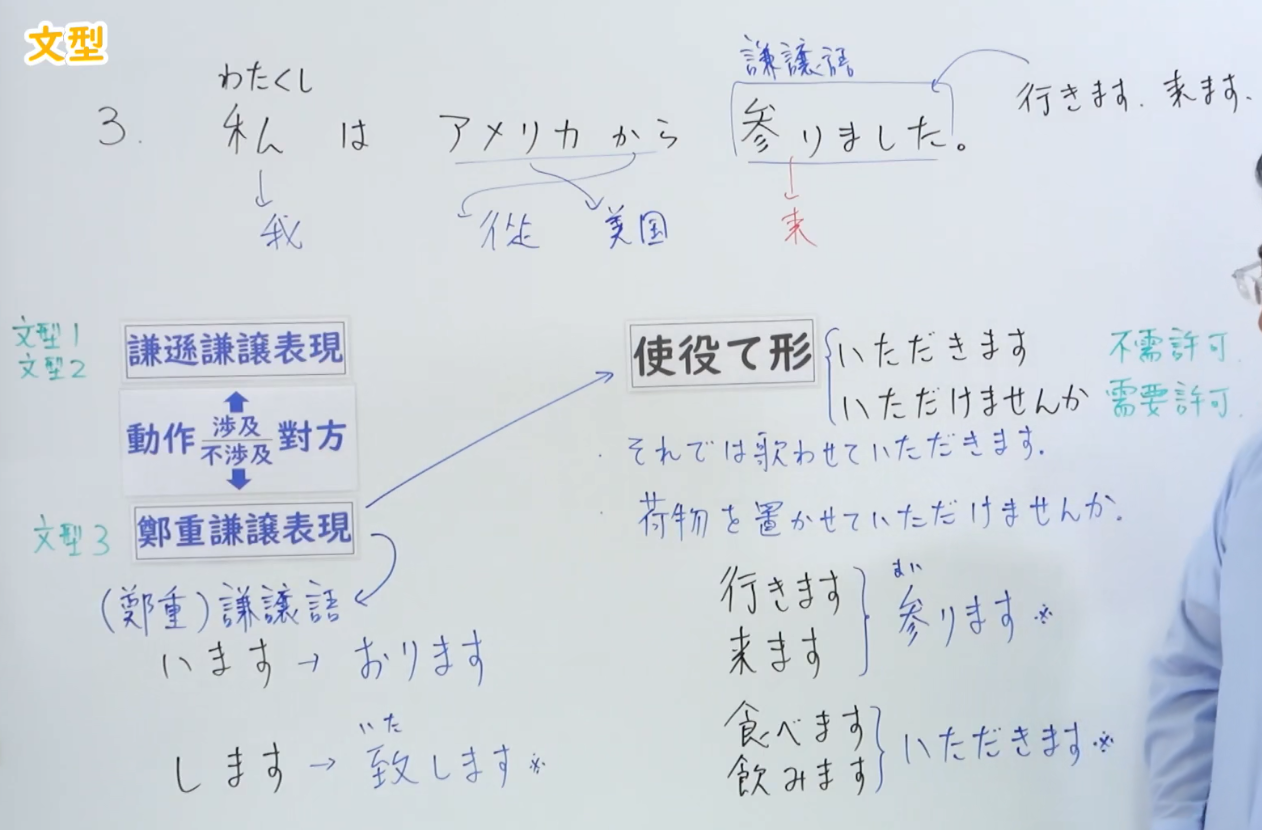 文型
謙譲語
わたくし
3. 私 は アメリカ から 参りました。
行きます. 来ます.
我
従 美国
来
文型1
文型2
謙遜謙譲表現
動作 涉及 對方
不涉及
文型3
鄭重謙譲表現
(鄭重)謙譲語
います → おります
いた
します → 致します※
使役て形
いただきます 不需許可.
いただけませんか 需要許可.
・それでは歌わせていただきます.
・荷物を置かせていただけませんか.
行きます
来ます
まい
参ります※
食べます
飲みます
いただきます※